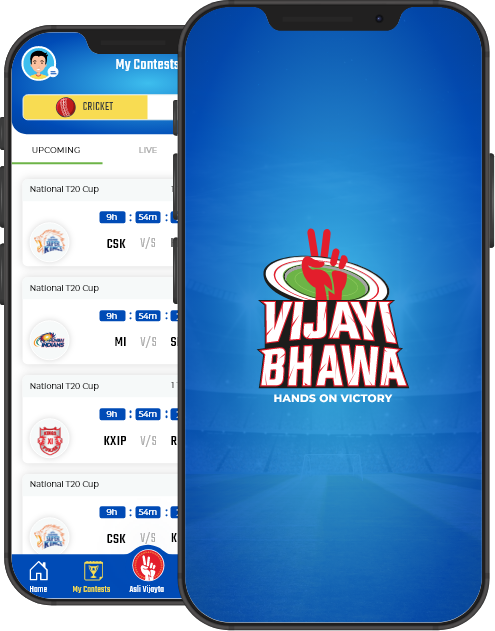 My Contests
CRICKET
UPCOMING
LIVE
National T20 Cup
9h : 54m :
CSK V/S
National T20 Cup
9h : 54m :
MI V/S
National T20 Cup
9h : 54m :
KXIP V/S
National T20 Cup
9h : 54m :
CSK V/S
Home
My Contests
Asli Vijayta
VIJAYI
BHAWA
HANDS ON VICTORY